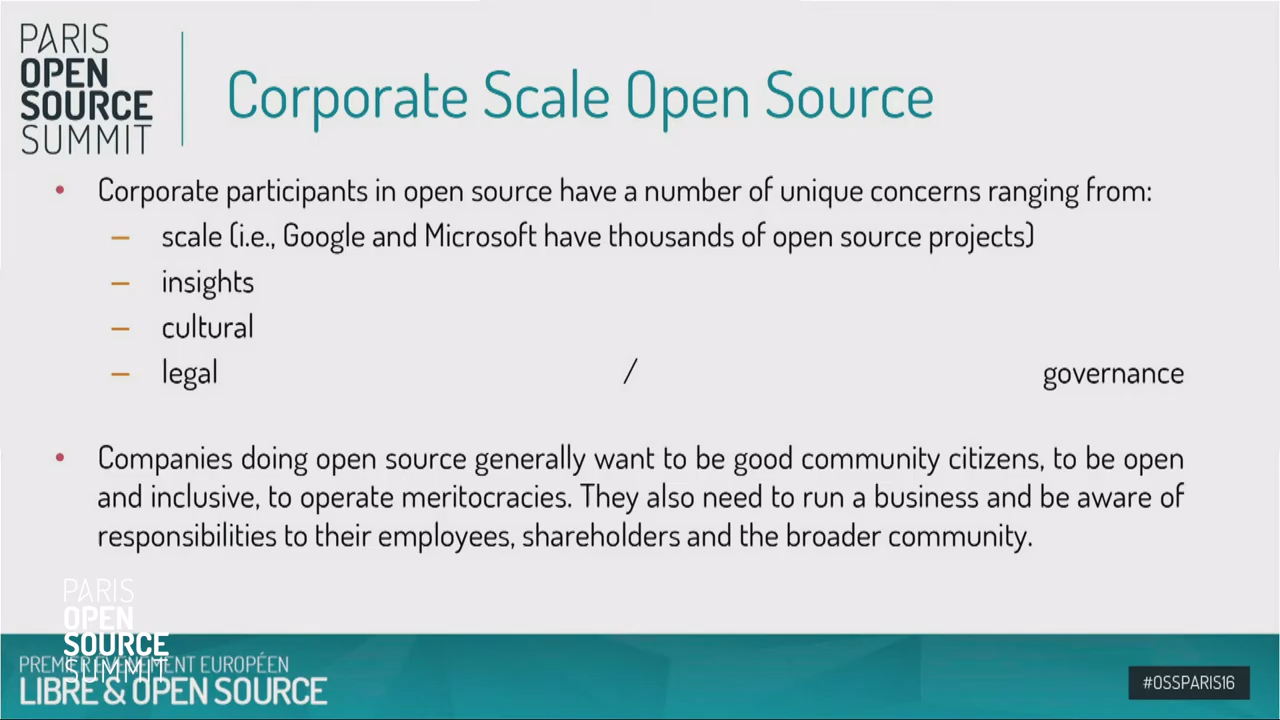 PARIS
OPEN
SOURCE
SUMMIT
Corporate Scale Open Source
• Corporate participants in open source have a number of unique concerns ranging from:
– scale (i.e., Google and Microsoft have thousands of open source projects)
– insights
– cultural
– legal / governance
• Companies doing open source generally want to be good community citizens, to be open
and inclusive, to operate meritocracies. They also need to run a business and be aware of
responsibilities to their employees, shareholders and the broader community.
PARIS
OPEN
SOURCE
SUMMIT
PREMIER ÉVÉNEMENT EUROPÉEN
LIBRE & OPEN SOURCE
#OSSPARIS16